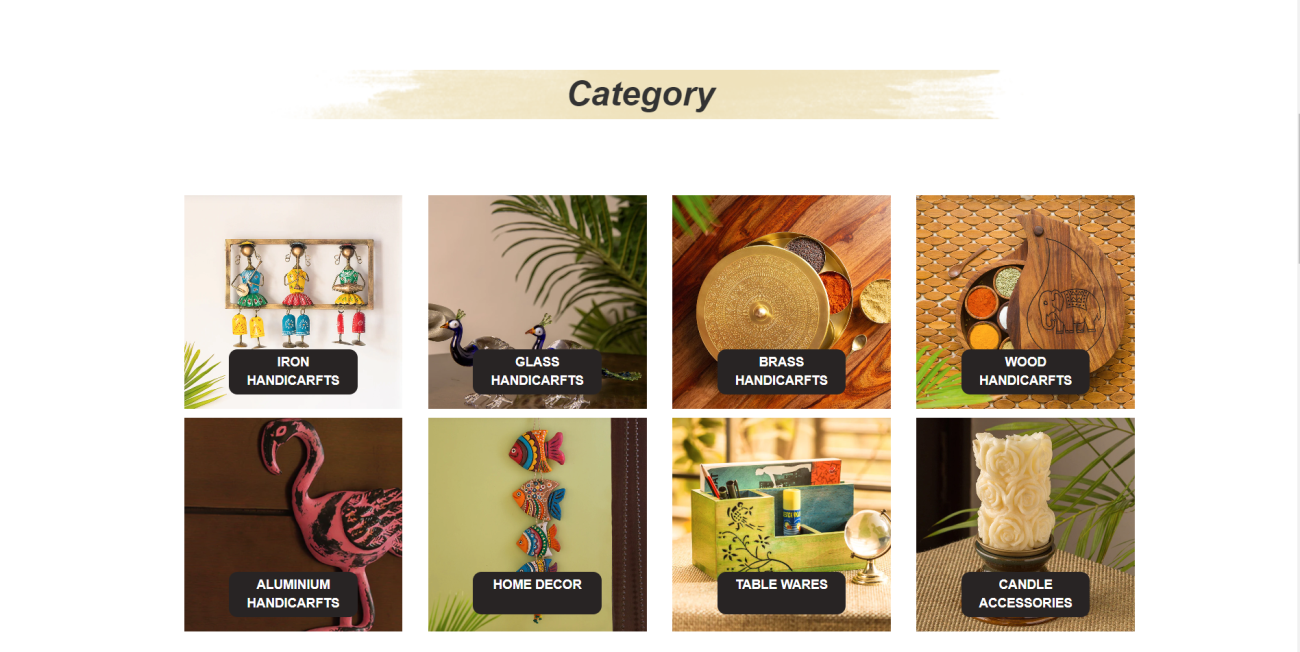 Category
IRON
HANDICARFTS
GLASS
HANDICARFTS
BRASS
HANDICARFTS
WOOD
HANDICARFTS
ALUMINIUM
HANDICARFTS
HOME DECOR
TABLE WARES
CANDLE
ACCESSORIES